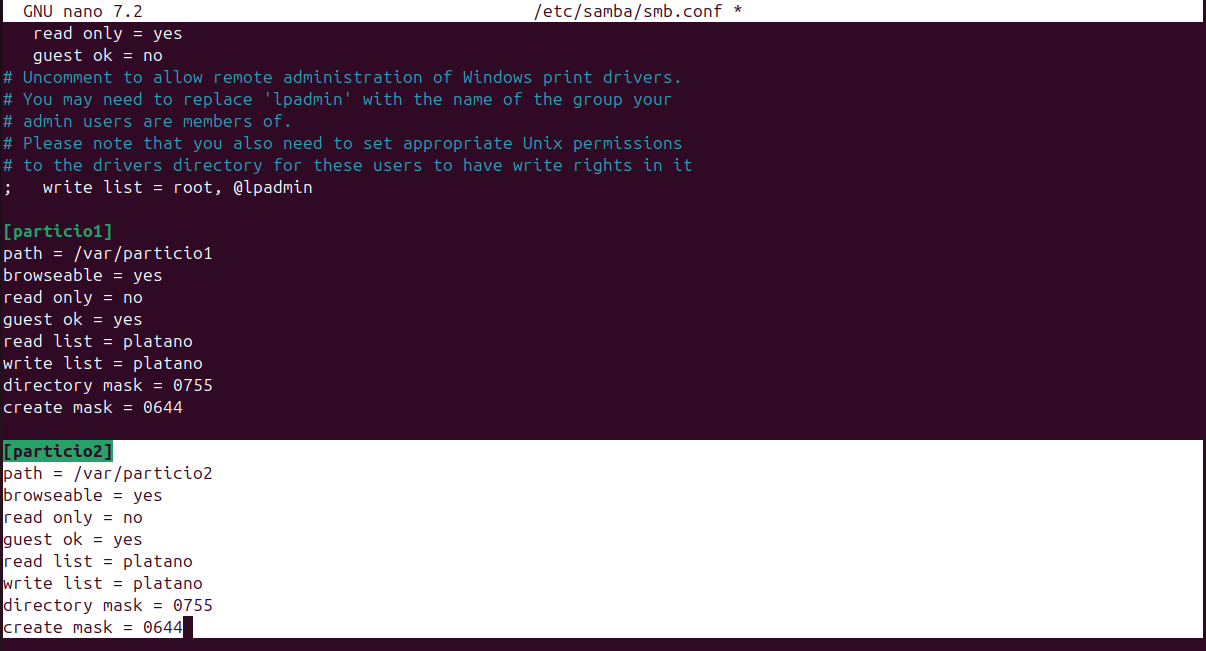 GNU nano 7.2 /etc/samba/smb.conf *
read only = yes
guest ok = no
# Uncomment to allow remote administration of Windows print drivers.
# You may need to replace 'lpadmin' with the name of the group your
# admin users are members of.
# Please note that you also need to set appropriate Unix permissions
# to the drivers directory for these users to have write rights in it
;   write list = root, @lpadmin
[particio1]
path = /var/particio1
browseable = yes
read only = no
guest ok = yes
read list = platano
write list = platano
directory mask = 0755
create mask = 0644
[particio2]
path = /var/particio2
browseable = yes
read only = no
guest ok = yes
read list = platano
write list = platano
directory mask = 0755
create mask = 0644